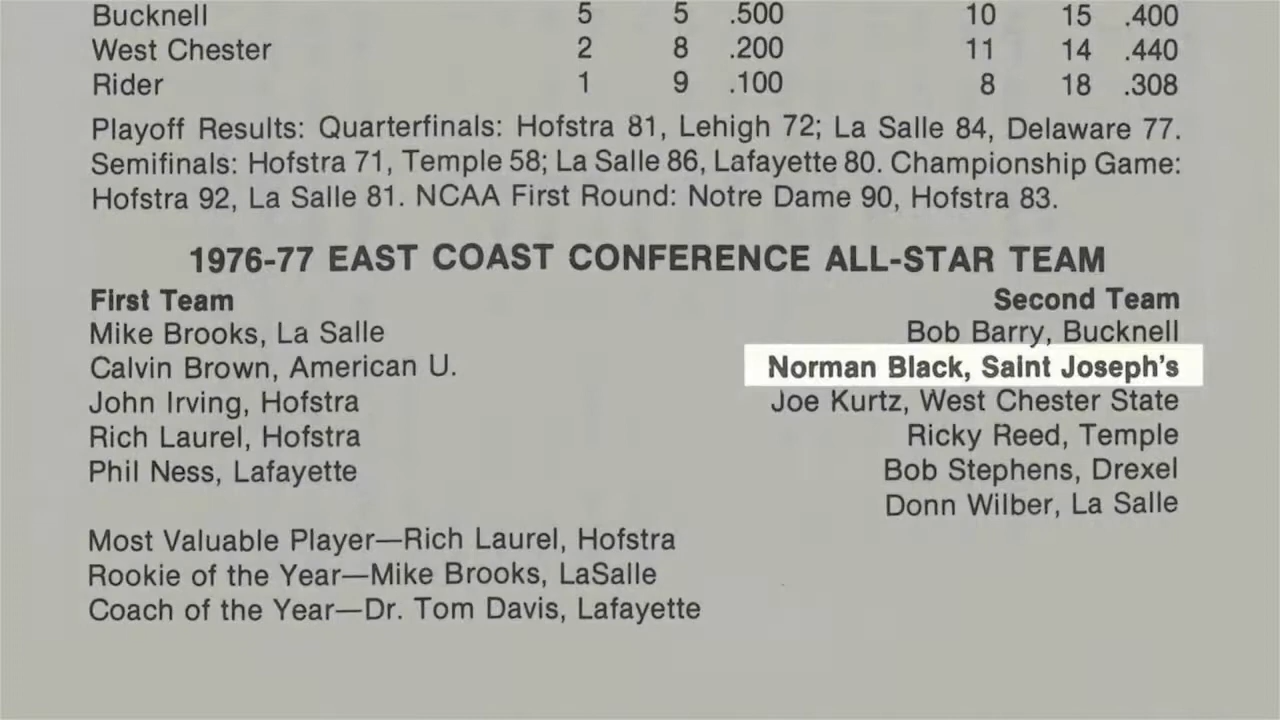 Bucknell 5 5 .500 10 15 .400
West Chester 2 8 .200 11 14 .440
Rider 1 9 .100 8 18 .308
Playoff Results: Quarterfinals: Hofstra 81, Lehigh 72; La Salle 84, Delaware 77.
Semifinals: Hofstra 71, Temple 58; La Salle 86, Lafayette 80. Championship Game:
Hofstra 92, La Salle 81. NCAA First Round: Notre Dame 90, Hofstra 83.
1976-77 EAST COAST CONFERENCE ALL-STAR TEAM
First Team Second Team
Mike Brooks, La Salle Bob Barry, Bucknell
Calvin Brown, American U. Norman Black, Saint Joseph's
John Irving, Hofstra Joe Kurtz, West Chester State
Rich Laurel, Hofstra Ricky Reed, Temple
Phil Ness, Lafayette Bob Stephens, Drexel
Donn Wilber, La Salle
Most Valuable Player—Rich Laurel, Hofstra
Rookie of the Year—Mike Brooks, LaSalle
Coach of the Year—Dr. Tom Davis, Lafayette